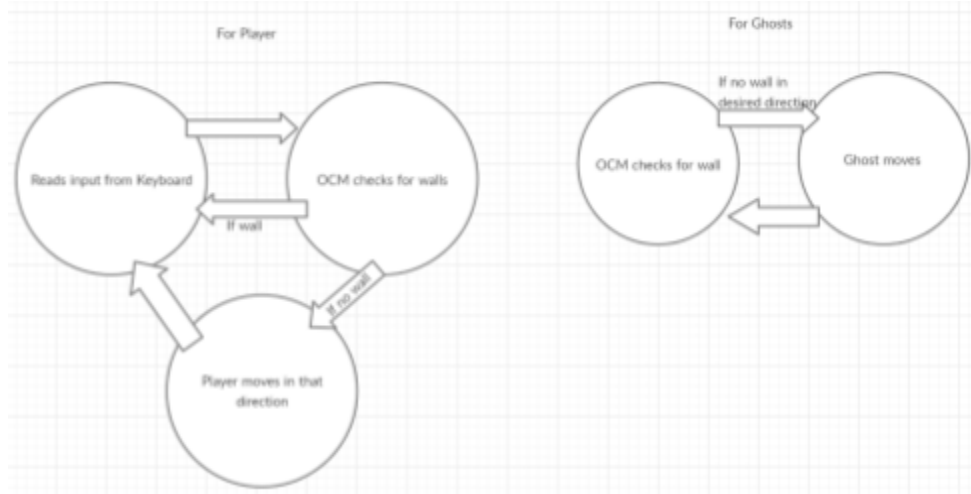 For Player
Reads input from Keyboard
OCM checks for walls
If wall
If no wall
Player moves in that
direction
For Ghosts
If no wall in
desired direction
OCM checks for wall
Ghost moves